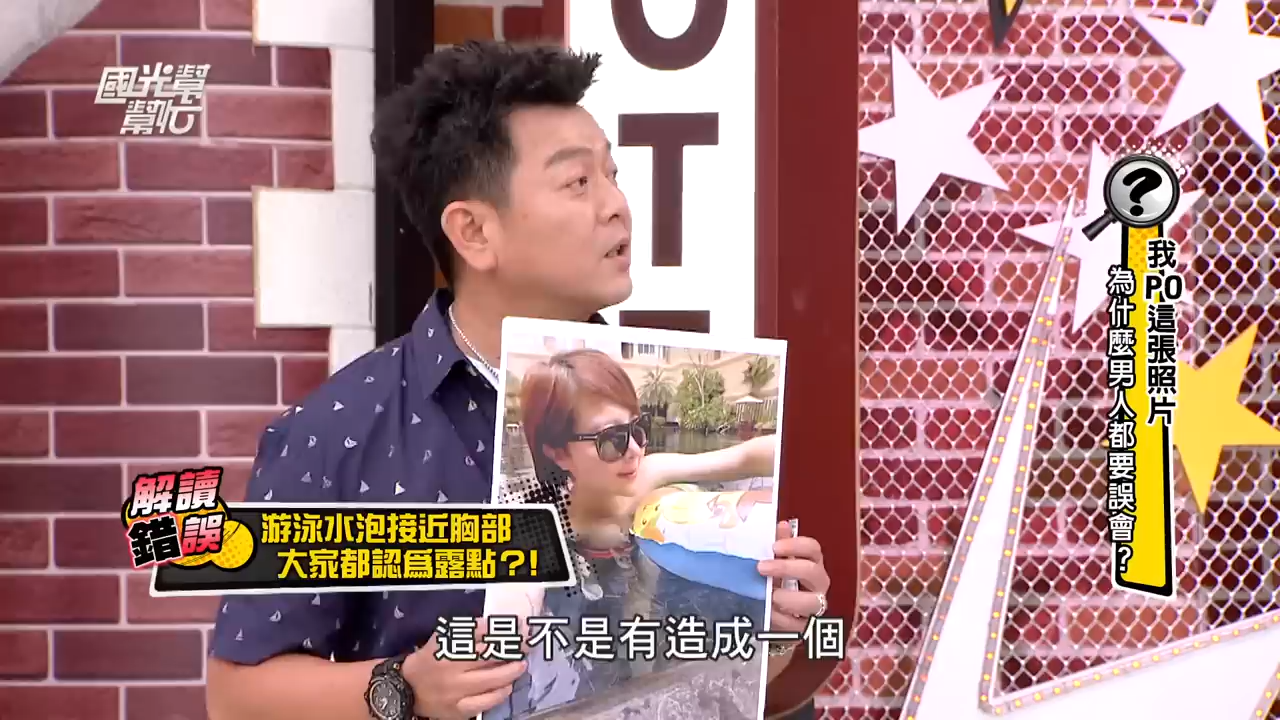 國光幫
幫忙
OT
我PO這張照片
為什麼男人都要誤會?
解讀
錯誤
游泳水泡接近胸部
大家都認為露點?!
這是不是有造成一個